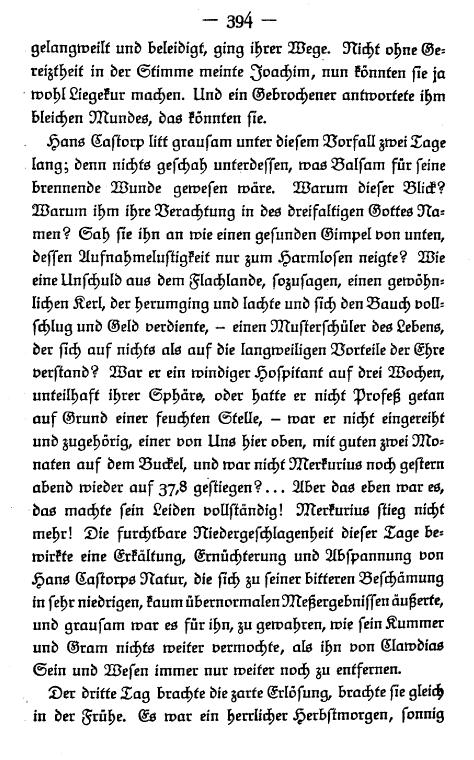 — 394 —
gelangweilt und beleidigt, ging ihrer Wege. Nicht ohne Ge-
reiztheit in der Stimme meinte Joachim, nun könnten sie ja
wohl Liegekur machen. Und ein Gebrochener antwortete ihm
bleichen Mundes, das könnten sie.
Hans Castorp litt grausam unter diesem Vorfall zwei Tage
lang; denn nichts geschah unterdessen, was Balsam für seine
brennende Wunde gewesen wäre. Warum dieser Blick?
Warum ihm ihre Verachtung in des dreifaltigen Gottes Na-
men? Sah sie ihn an wie einen gesunden Gimpel von unten,
dessen Aufnahmelustigkeit nur zum Harmlosen neigte? Wie
eine Unschuld aus dem Flachlande, sozusagen, einen gewöhn-
lichen Kerl, der herumging und lachte und sich den Bauch voll-
schlug und Geld verdiente, – einen Musterschüler des Lebens,
der sich auf nichts als auf die langweiligen Vorteile der Ehre
verstand? War er ein windiger Hospitant auf drei Wochen,
unteilhaft ihrer Sphäre, oder hatte er nicht Profeß getan
auf Grund einer feuchten Stelle, – war er nicht eingereiht
und zugehörig, einer von Uns hier oben, mit guten zwei Mo-
naten auf dem Buckel, und war nicht Merkurius noch gestern
abend wieder auf 37,8 gestiegen?... Aber das eben war es,
das machte sein Leiden vollständig! Merkurius stieg nicht
mehr! Die furchtbare Niedergeschlagenheit dieser Tage be-
wirkte eine Erkältung, Ernüchterung und Abspannung von
Hans Castorps Natur, die sich zu seiner bitteren Beschämung
in sehr niedrigen, kaum übernormalen Meßergebnissen äußerte,
und grausam war es für ihn, zu gewahren, wie sein Kummer
und Gram nichts weiter vermochte, als ihn von Clawdias
Sein und Wesen immer nur weiter noch zu entfernen.
Der dritte Tag brachte die zarte Erlösung, brachte sie gleich
in der Frühe. Es war ein herrlicher Herbstmorgen, sonnig